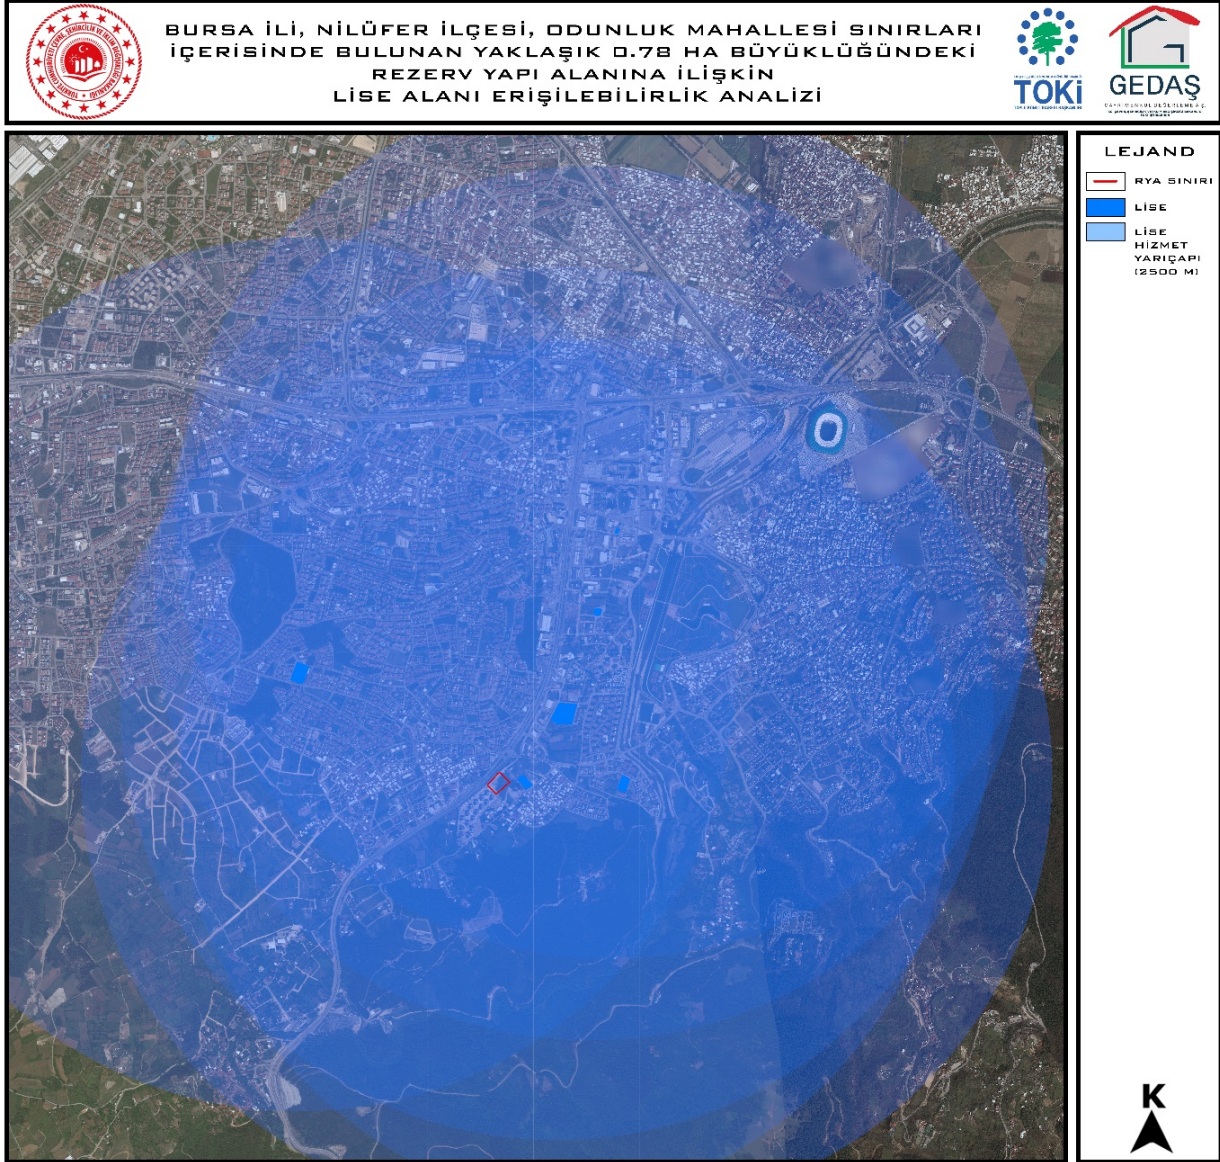 BURSA İLİ, NİLÜFER İLÇESİ, ODUNLUK MAHALLESİ SINIRLARI
İÇERİSİNDE BULUNAN YAKLAŞIK 0.78 HA BÜYÜKLÜĞÜNDEKİ
REZERV YAPI ALANINA İLİŞKİN
LİSE ALANI ERİŞİLEBİLİRLİK ANALİZİ
TOKİ
GEDAŞ
LEJAND
RYA SINIRI
LİSE
LİSE
HİZMET
YARIÇAPI
(2500 M)
K